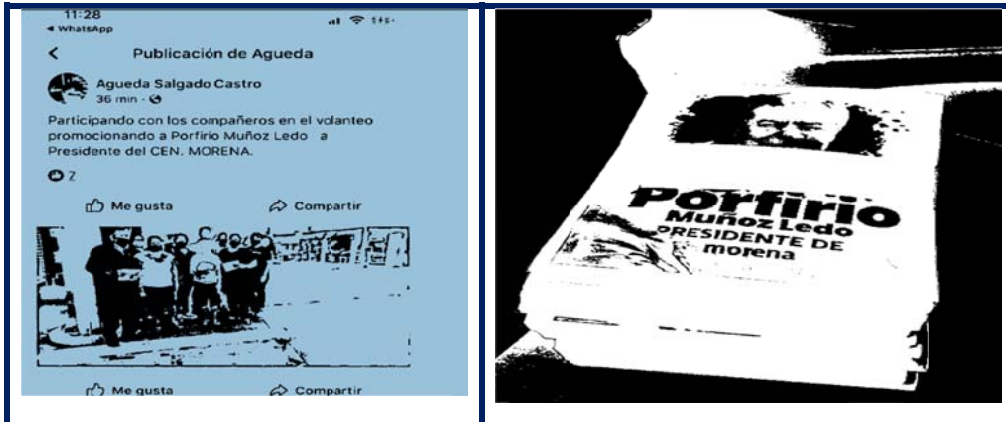 11:28
WhatsApp
Publicación de Agueda
Agueda Salgado Castro
36 min
Participando con los compañeros en el volanteo
promocionando a Porfirio Muñoz Ledo a
Presidente del CEN. MORENA.
2
Me gusta Compartir
Me gusta Compartir
Porfirio
Muñoz Ledo
PRESIDENTE DE
morena